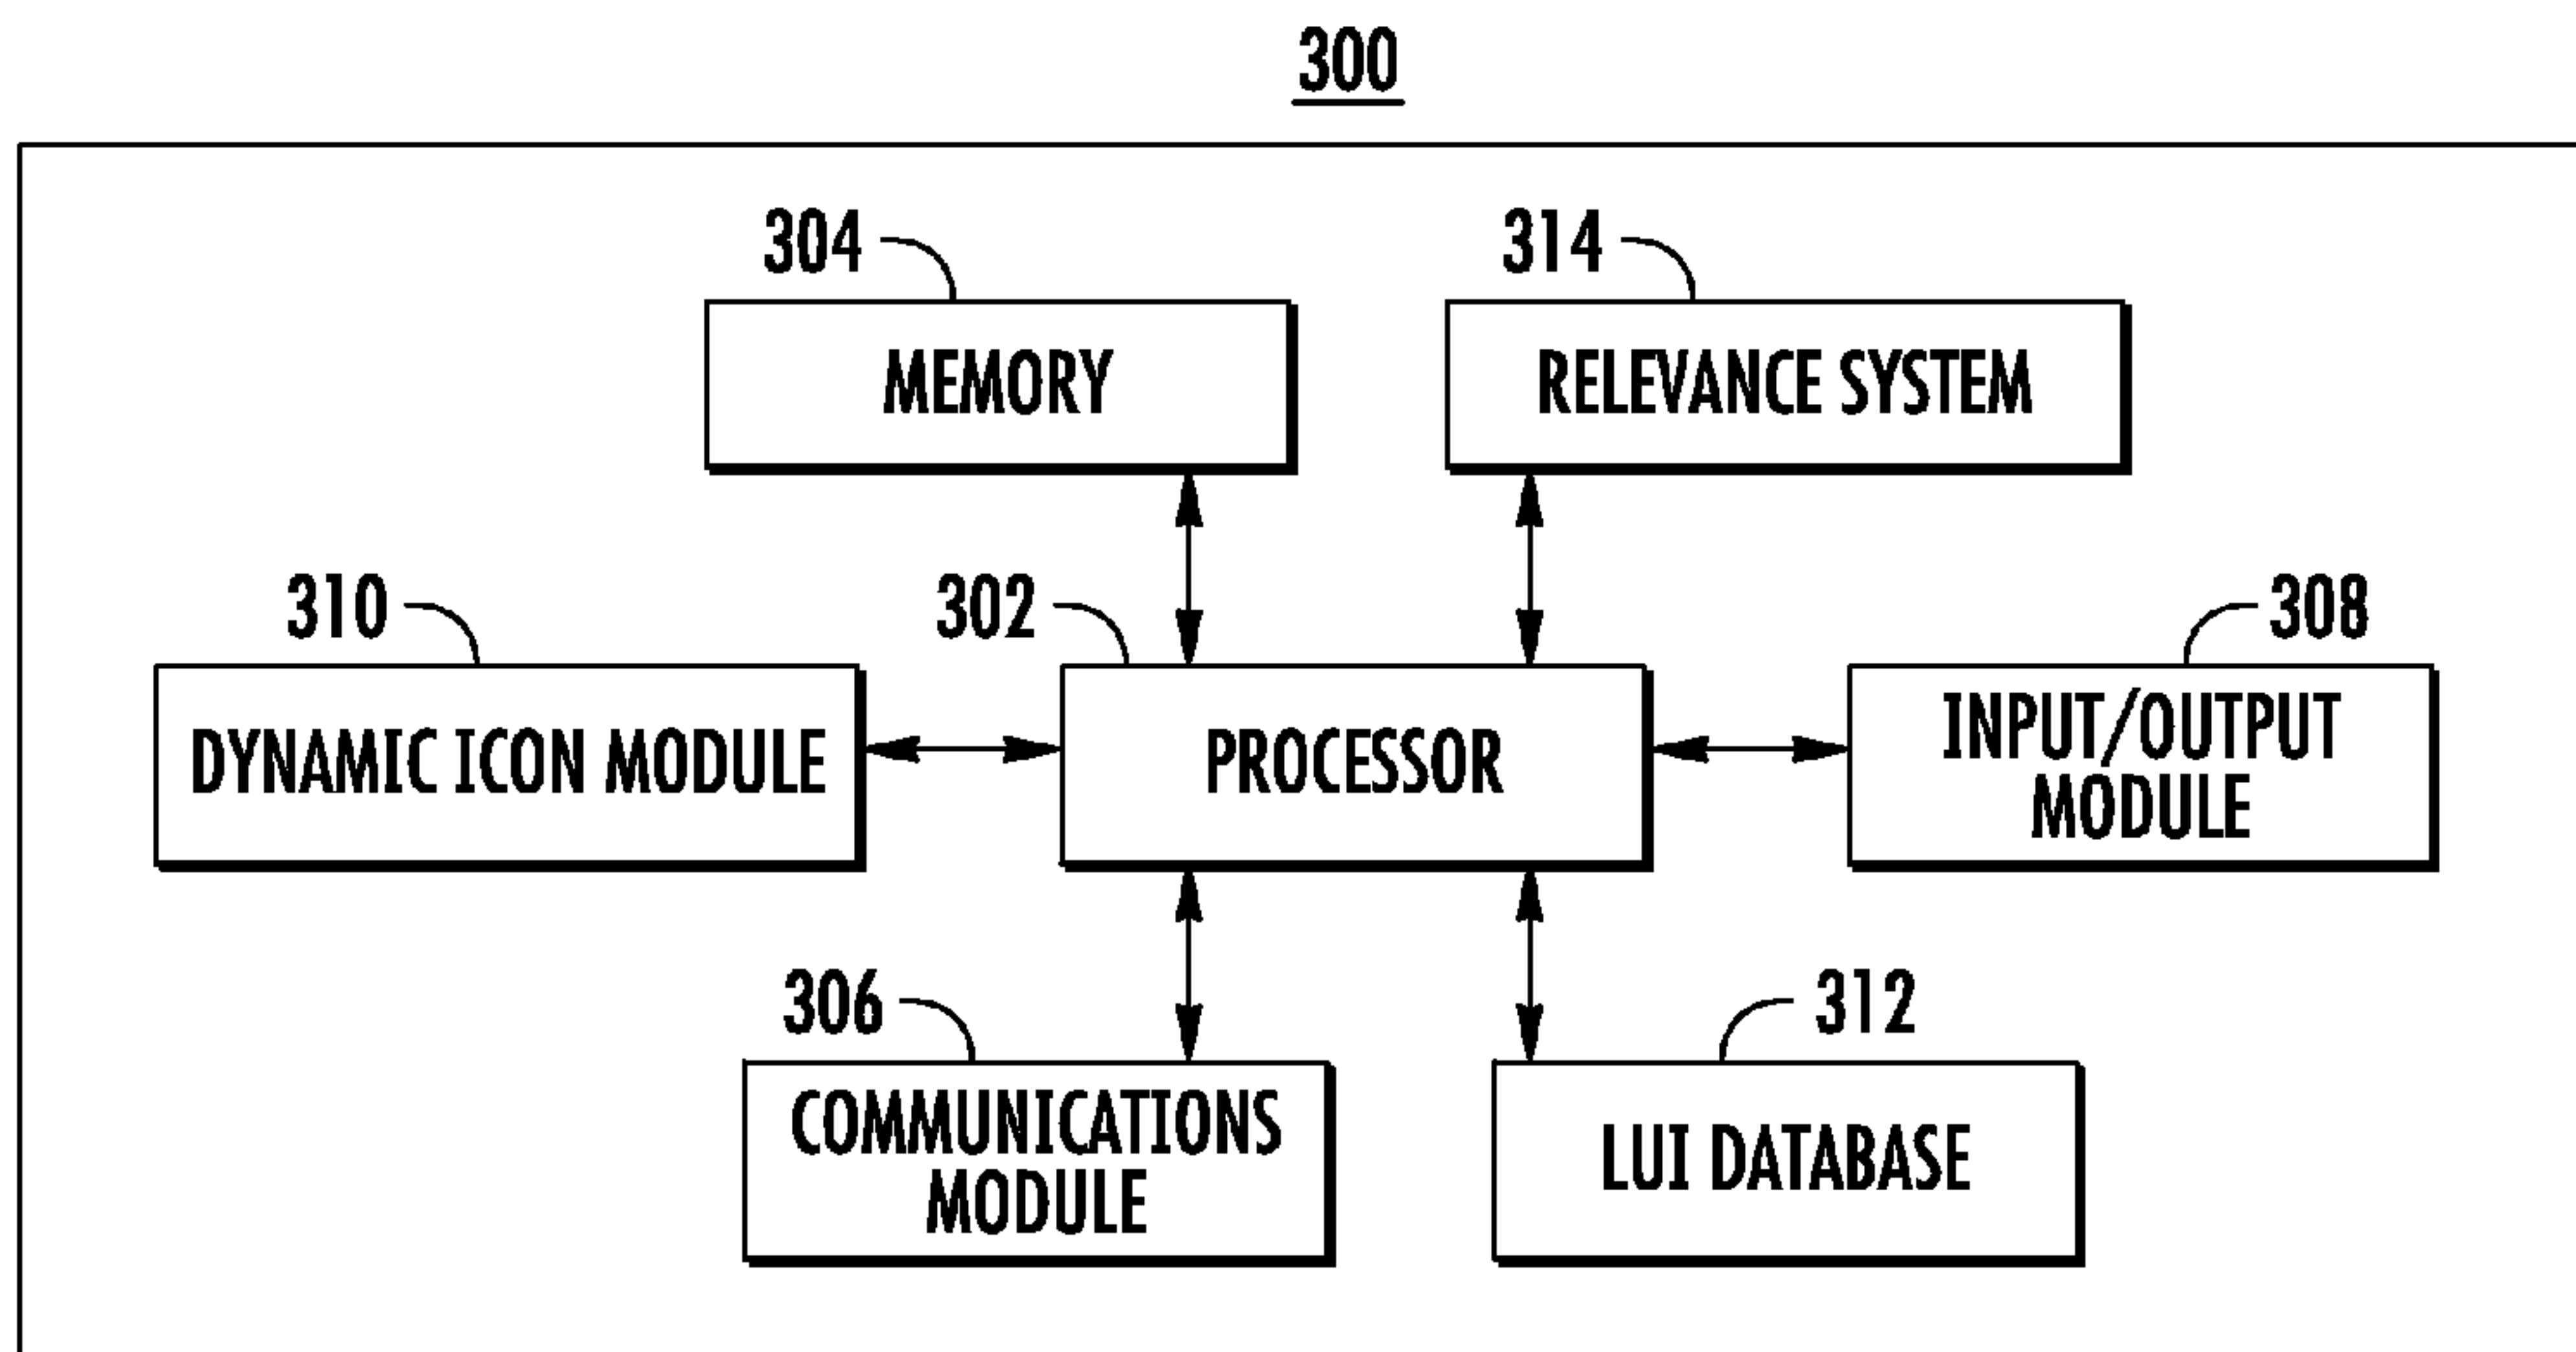 300
304
314
MEMORY
RELEVANCE SYSTEM
310
302
308
DYNAMIC ICON MODULE
PROCESSOR
INPUT/OUTPUT
MODULE
306
312
COMMUNICATIONS
MODULE
LUI DATABASE